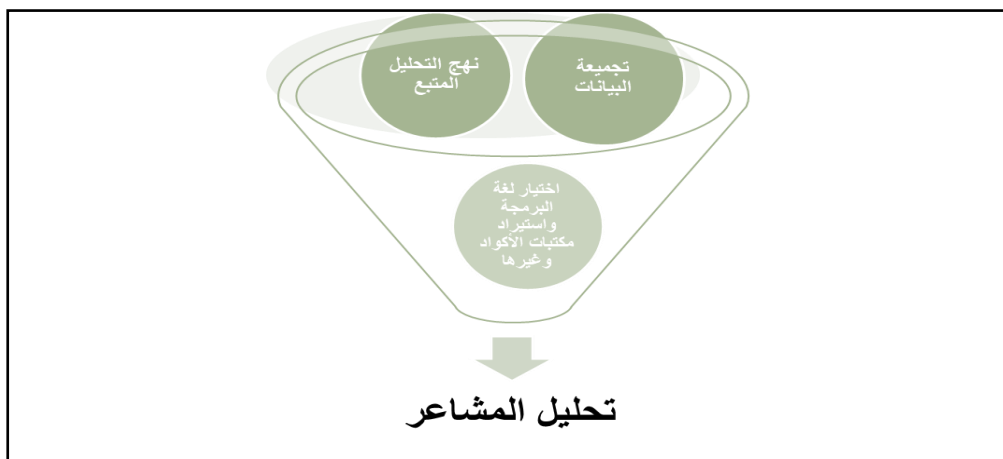 تجميعة
البيانات
نهج التحليل
المتبع
اختيار لغة
البرمجة
واستيراد
مكتبات الأكواد
وغيرها
تحليل المشاعر